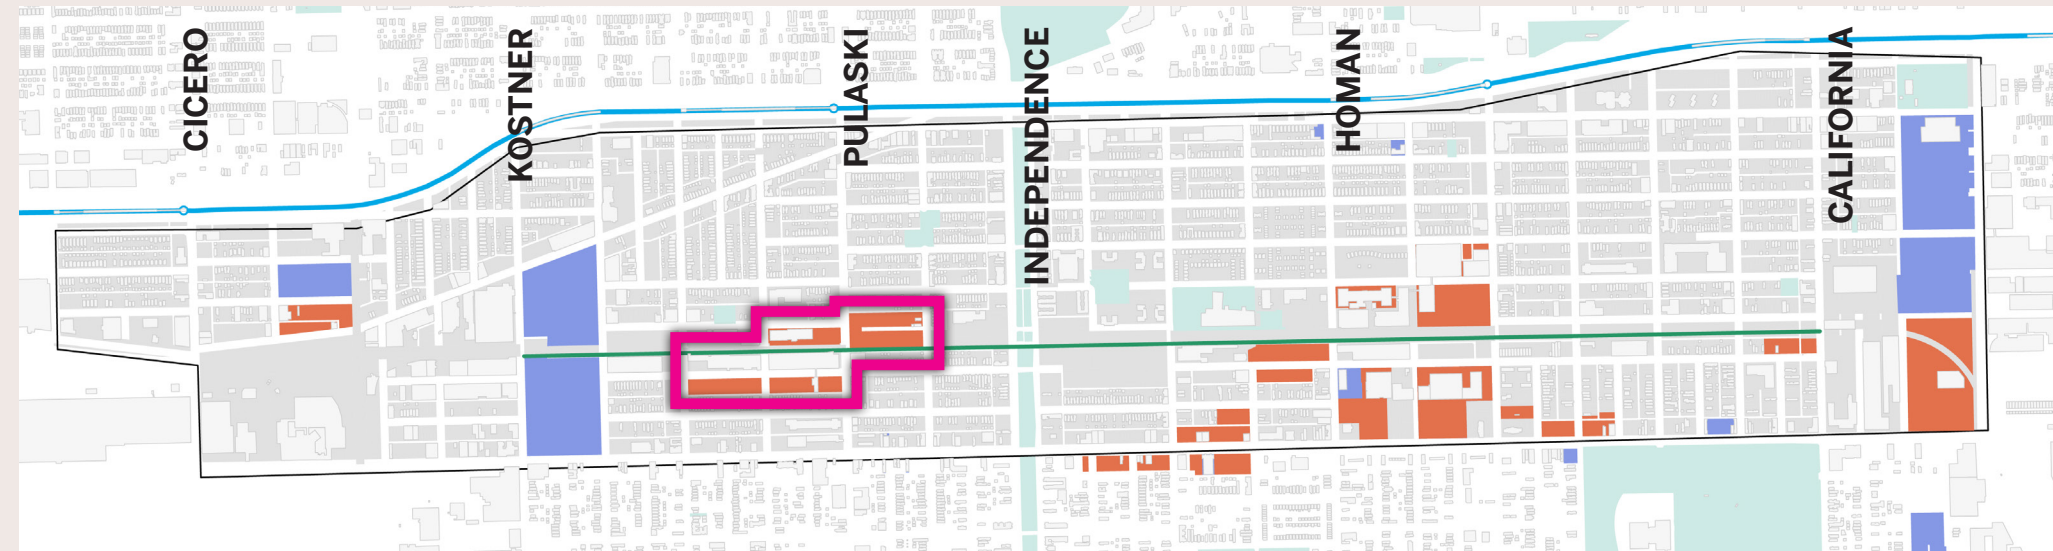 CICERO
KOSTNER
PULASKI
INDEPENDENCE
HOMAN
CALIFORNIA